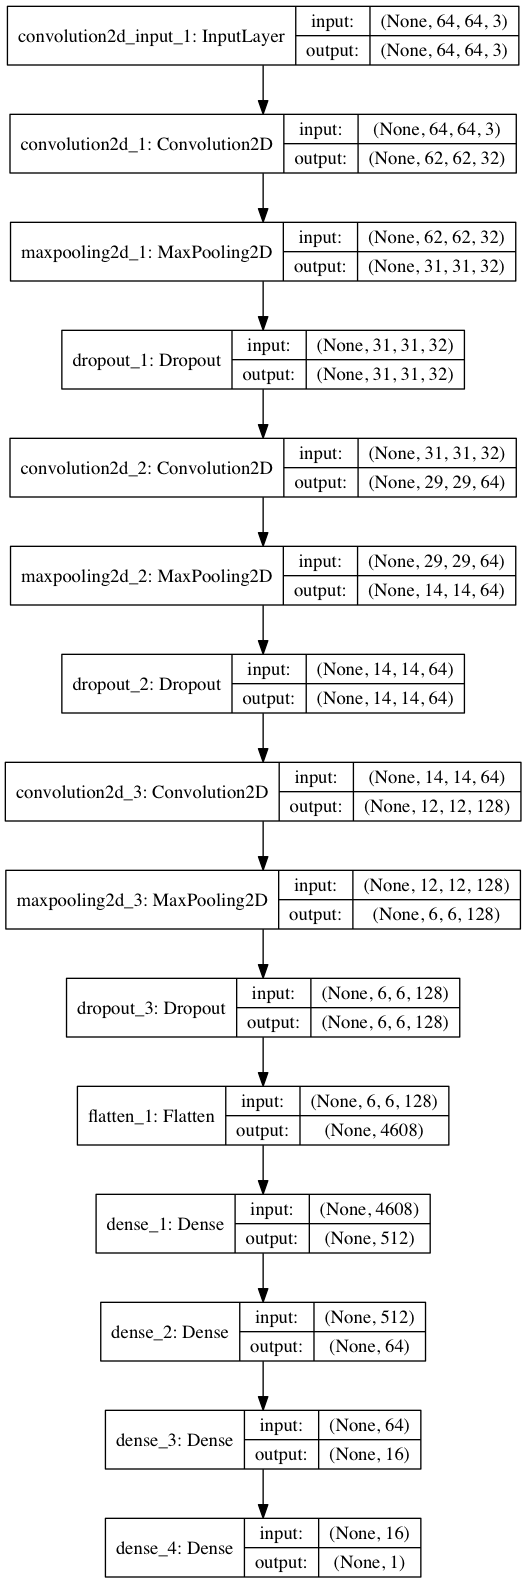 convolution2d_input_1: InputLayer
input: (None, 64, 64, 3)
output: (None, 64, 64, 3)
convolution2d_1: Convolution2D
input: (None, 64, 64, 3)
output: (None, 62, 62, 32)
maxpooling2d_1: MaxPooling2D
input: (None, 62, 62, 32)
output: (None, 31, 31, 32)
dropout_1: Dropout
input: (None, 31, 31, 32)
output: (None, 31, 31, 32)
convolution2d_2: Convolution2D
input: (None, 31, 31, 32)
output: (None, 29, 29, 64)
maxpooling2d_2: MaxPooling2D
input: (None, 29, 29, 64)
output: (None, 14, 14, 64)
dropout_2: Dropout
input: (None, 14, 14, 64)
output: (None, 14, 14, 64)
convolution2d_3: Convolution2D
input: (None, 14, 14, 64)
output: (None, 12, 12, 128)
maxpooling2d_3: MaxPooling2D
input: (None, 12, 12, 128)
output: (None, 6, 6, 128)
dropout_3: Dropout
input: (None, 6, 6, 128)
output: (None, 6, 6, 128)
flatten_1: Flatten
input: (None, 6, 6, 128)
output: (None, 4608)
dense_1: Dense
input: (None, 4608)
output: (None, 512)
dense_2: Dense
input: (None, 512)
output: (None, 64)
dense_3: Dense
input: (None, 64)
output: (None, 16)
dense_4: Dense
input: (None, 16)
output: (None, 1)